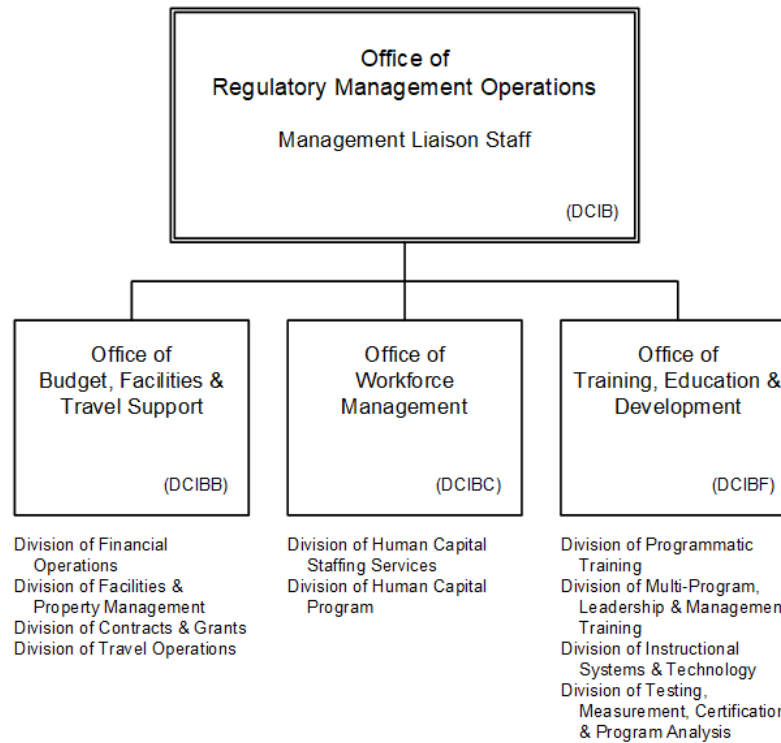 Office of
Regulatory Management Operations
Management Liaison Staff
(DCIB)
Office of
Budget, Facilities &
Travel Support
(DCIBB)
Division of Financial
Operations
Division of Facilities &
Property Management
Division of Contracts & Grants
Division of Travel Operations
Office of
Workforce
Management
(DCIBC)
Division of Human Capital
Staffing Services
Division of Human Capital
Program
Office of
Training, Education &
Development
(DCIBF)
Division of Programmatic
Training
Division of Multi-Program,
Leadership & Managemen
Training
Division of Instructional
Systems & Technology
Division of Testing,
Measurement, Certification
& Program Analysis